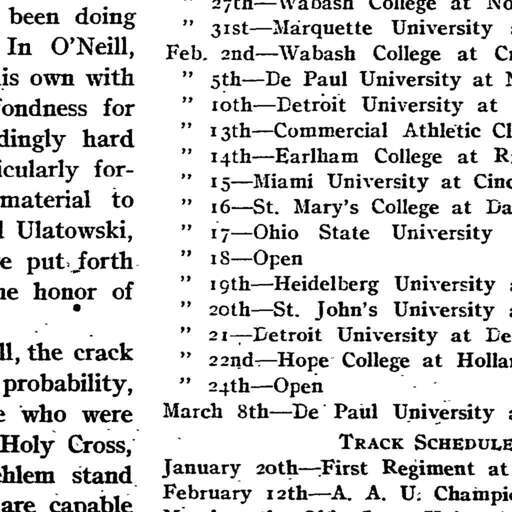 been doing
In O'Neill,
his own with
fondness for
dingly hard
icularly for-
material to
Ulatowski,
e put forth
he honor of
ll, the crack
probability,
e who were
Holy Cross,
hlem stand
are capable
" 27th—Wabash College at No
" 31st—Marquette University
Feb. 2nd—Wabash College at Cr
" 5th—De Paul University at N
" 10th—Detroit University at
" 13th—Commercial Athletic Cl
" 14th—Earlham College at R
" 15—Miami University at Cinc
" 16—St. Mary's College at Da
" 17—Ohio State University
" 18—Open
" 19th—Heidelberg University
" 20th—St. John's University
" 21—Detroit University at De
" 22nd—Hope College at Hollan
" 24th—Open
March 8th—De Paul University a
TRACK SCHEDULE
January 20th—First Regiment at
February 12th—A. A. U. Champio